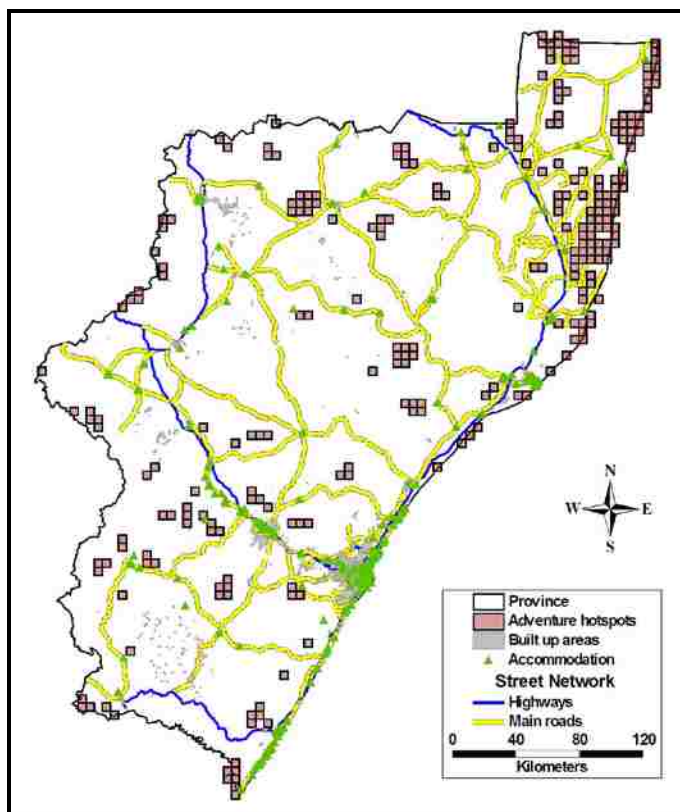 N
W E
S
Province
Adventure hotspots
Built up areas
Accommodation
Street Network
Highways
Main roads
0 40 80 120
Kilometers